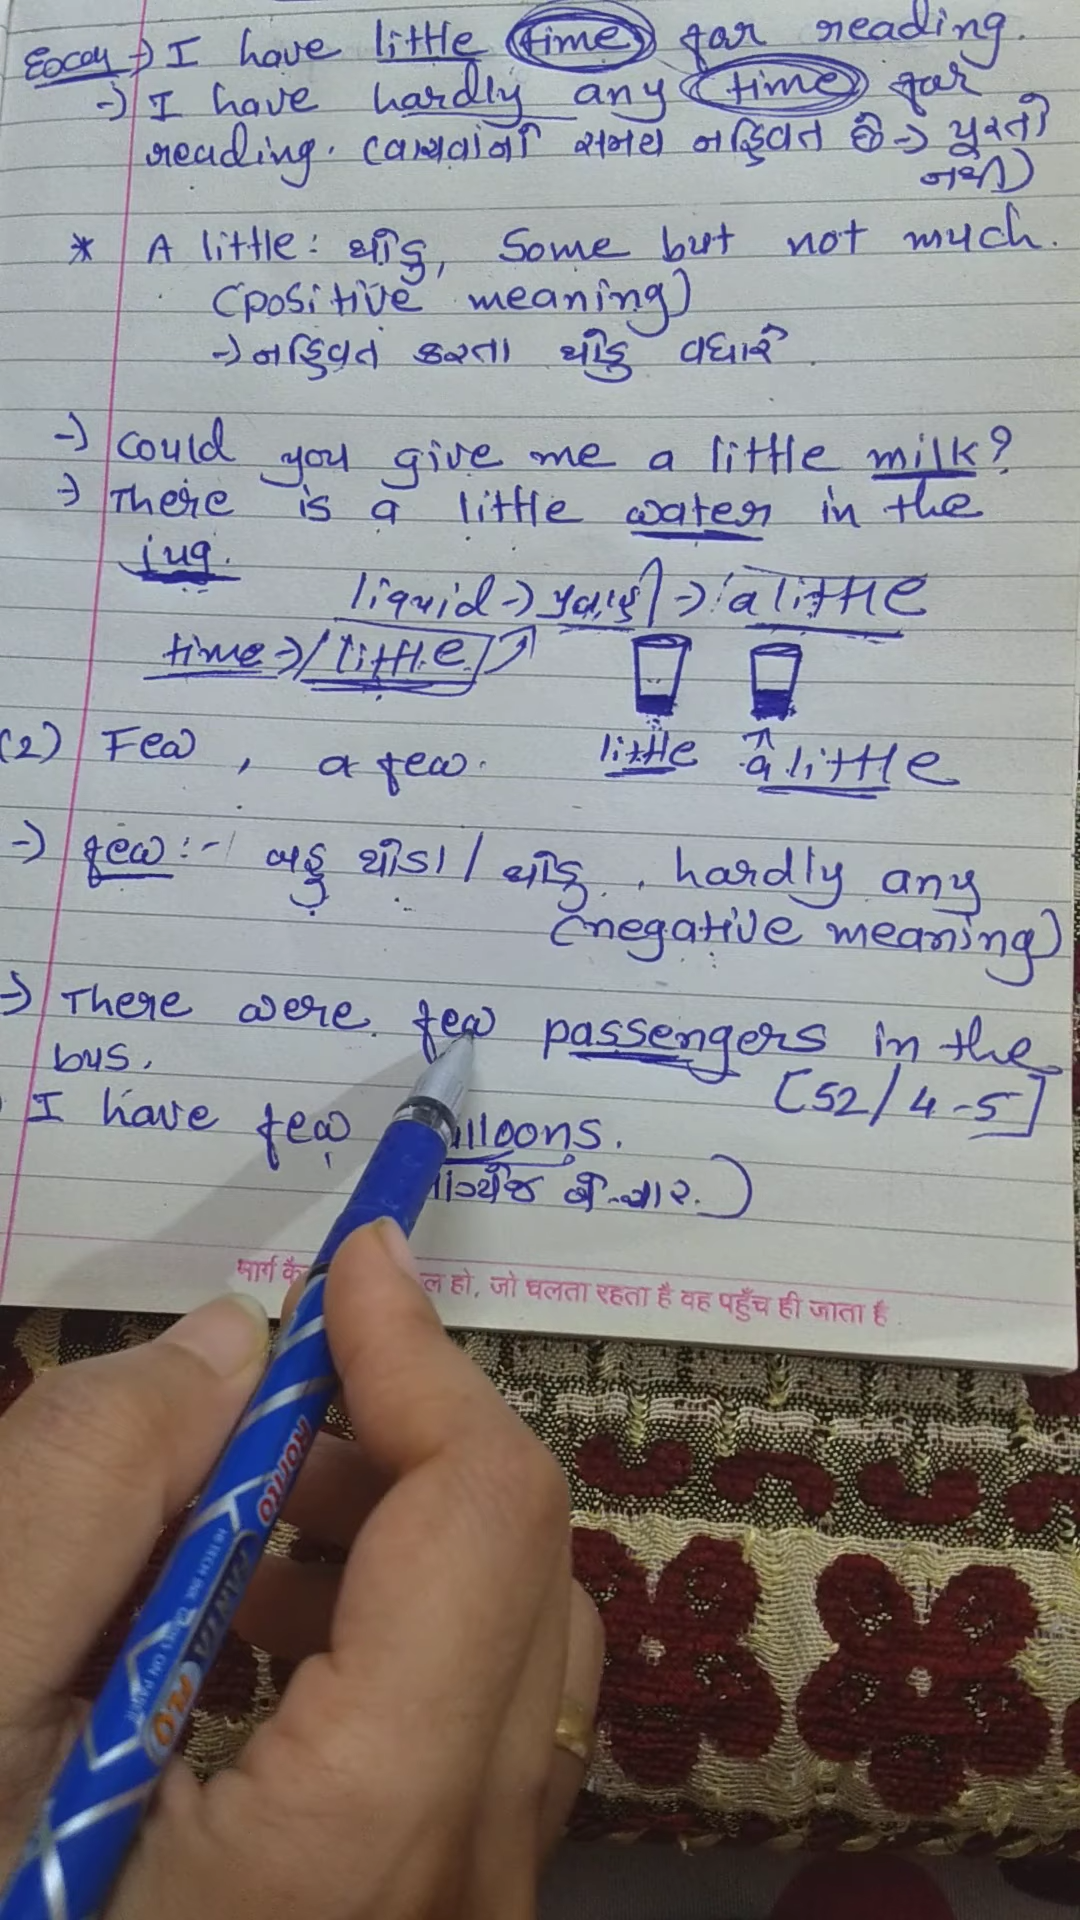 → I have little time for reading.
→ I have hardly any time for
reading. (વાચવાંનો સમય નહિવત છે → પૂરતો
નથી)
* A little: થોડુ, Some but not much.
(positive meaning)
→ નહિવત કરતા થોડુ વધારે.
→ Could you give me a little milk?
→ There is a little water in the
jug.
liquid → પ્રવાહી → a little
time → little
little a little
(2) Few, a few.
→ few :- બહુ થોડા / થોડુ, hardly any
(negative meaning)
→ There were few passengers in the
bus. [52/4-5]
I have few lloons.
બે-ચાર.)
मार्ग हो, जो चलता रहता है वह पहुँच ही जाता है